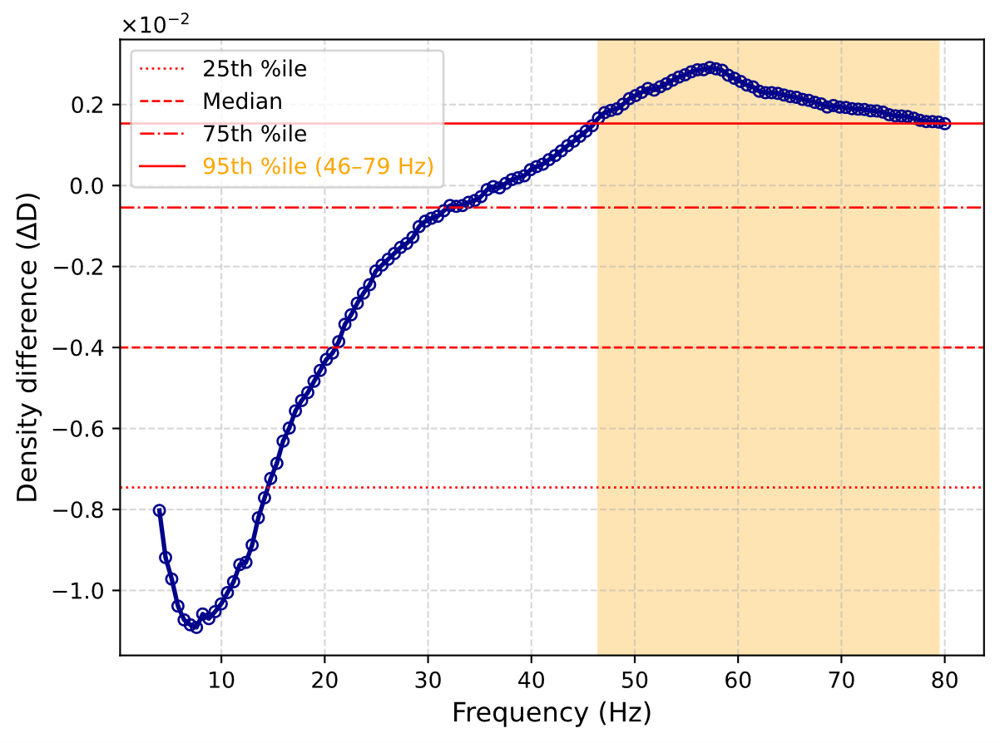 ×10⁻²
25th %ile
Median
75th %ile
95th %ile (46–79 Hz)
0.2
0.0
−0.2
−0.4
−0.6
−0.8
−1.0
Density difference (ΔD)
10 20 30 40 50 60 70 80
Frequency (Hz)